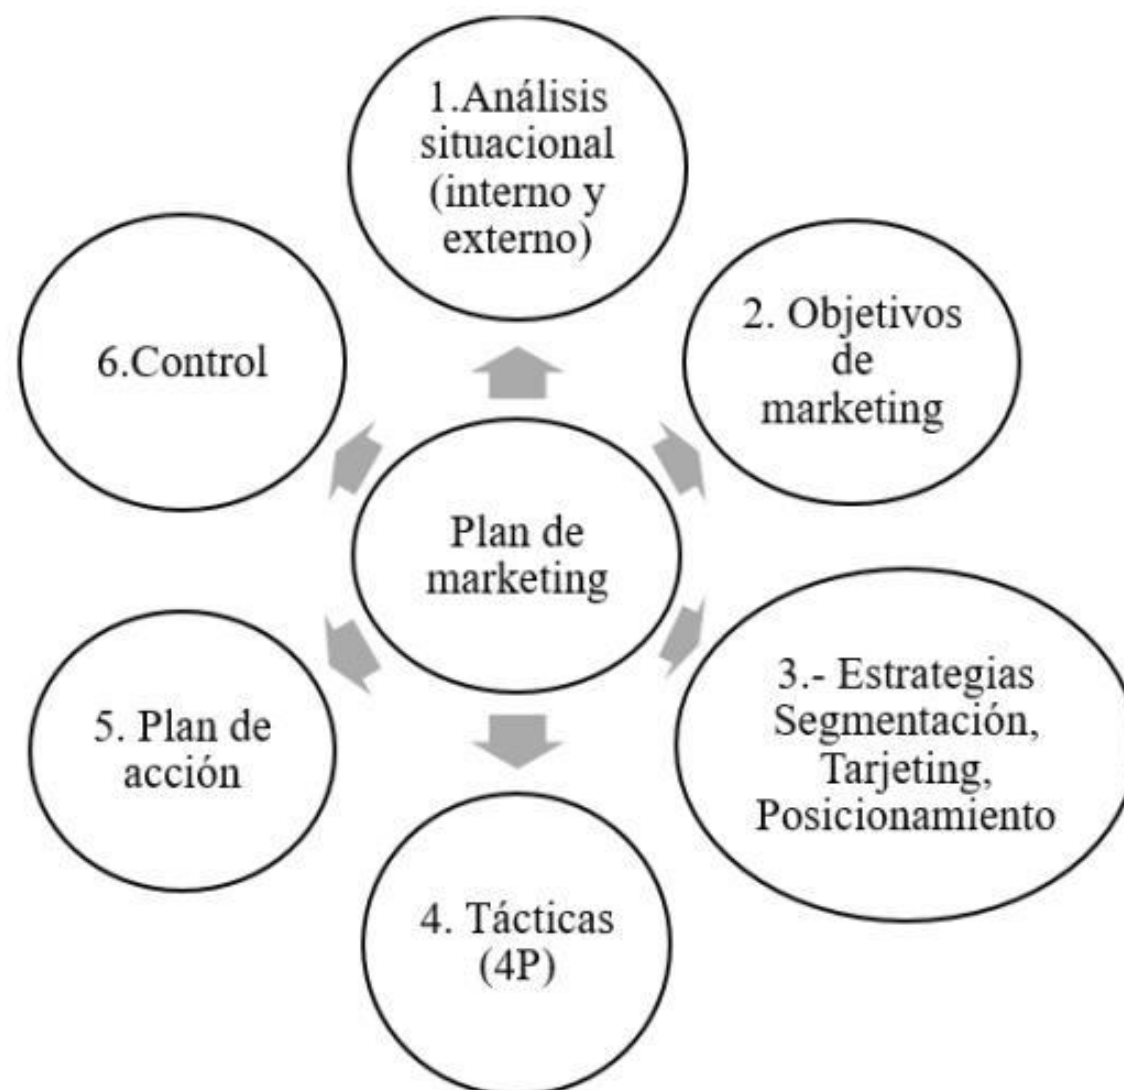 1.Análisis
situacional
(interno y
externo)
2. Objetivos
de
marketing
3.- Estrategias
Segmentación,
Tarjeting,
Posicionamiento
4. Tácticas
(4P)
5. Plan de
acción
6.Control
Plan de
marketing